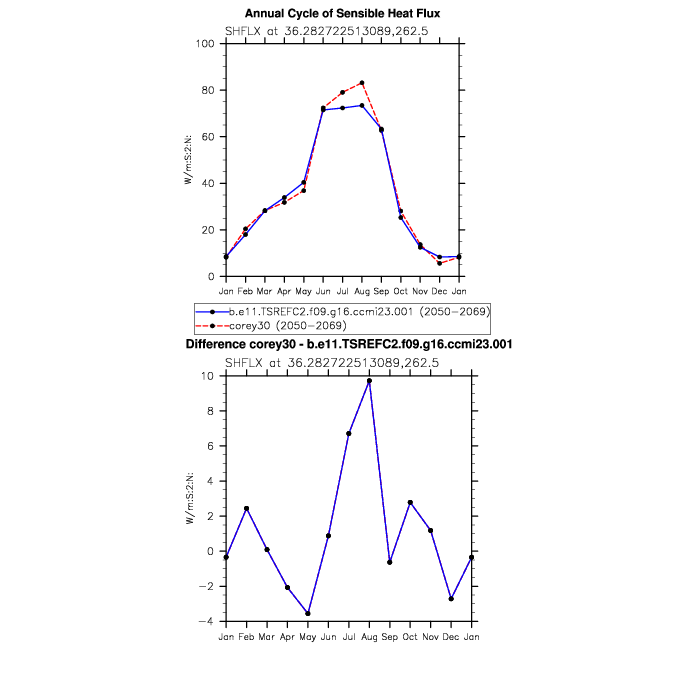 Annual Cycle of Sensible Heat Flux
SHFLX at 36.282722513089,262.5
100
80
60
40
20
0
W/m:S:2:N:
Jan Feb Mar Apr May Jun Jul Aug Sep Oct Nov Dec Jan
b.e11.TSREFC2.f09.g16.ccmi23.001 (2050-2069)
corey30 (2050-2069)
Difference corey30 - b.e11.TSREFC2.f09.g16.ccmi23.001
SHFLX at 36.282722513089,262.5
10
8
6
4
2
0
-2
-4
W/m:S:2:N:
Jan Feb Mar Apr May Jun Jul Aug Sep Oct Nov Dec Jan